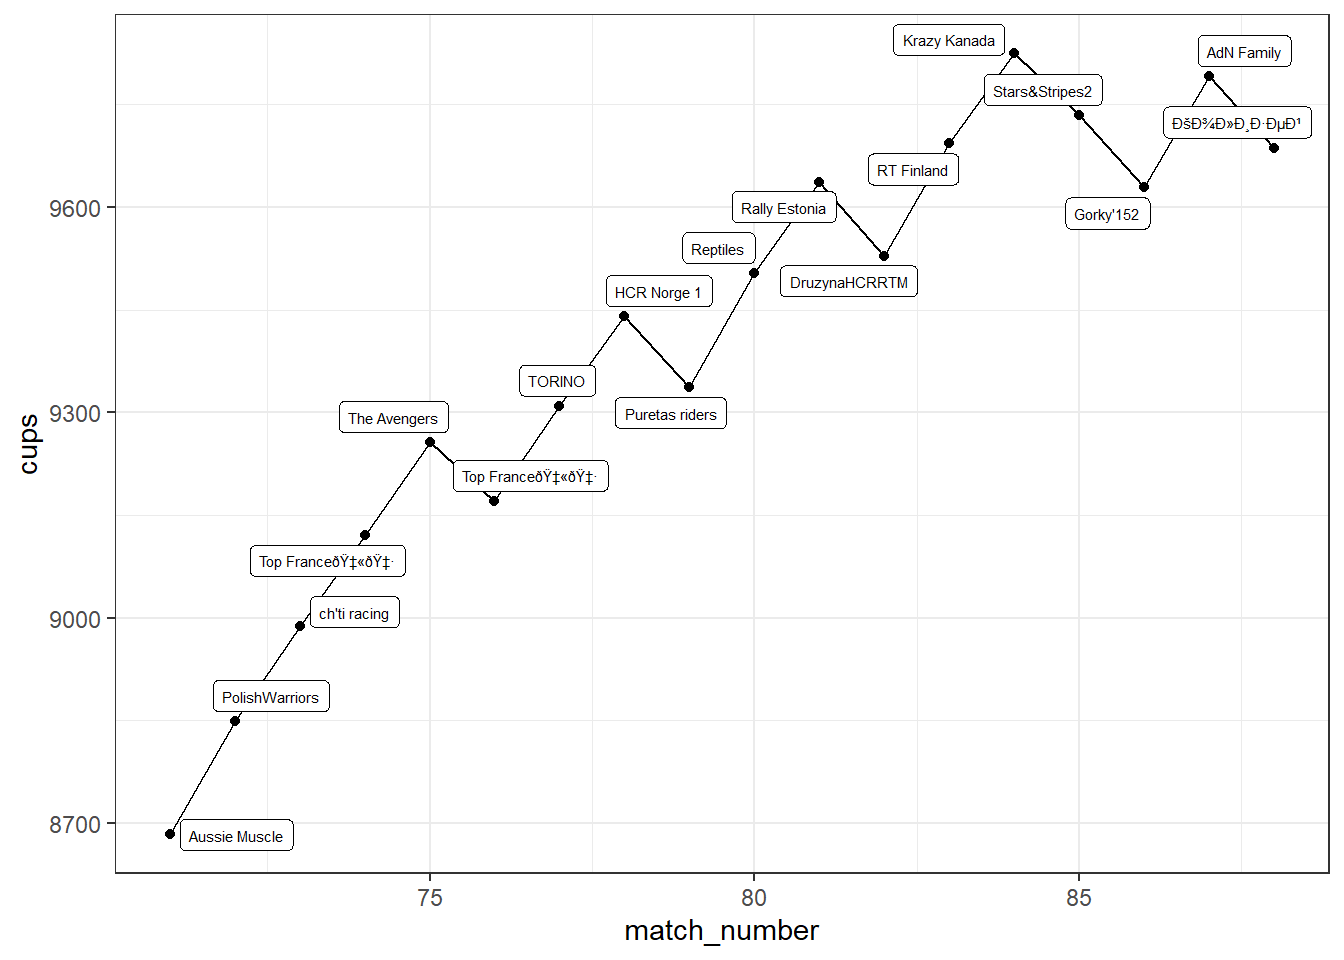 Krazy Kanada
AdN Family
Stars&Stripes2
ÐšÐ¾Ð»Ð¸Ð·ÐµÐ¹
RT Finland
9600
Rally Estonia
Gorky'152
Reptiles
DruzynaHCRRTM
HCR Norge 1
TORINO
9300
The Avengers
Puretas riders
cups
Top FranceðŸ‡«ðŸ‡·
Top FranceðŸ‡«ðŸ‡·
9000
ch'ti racing
PolishWarriors
8700
Aussie Muscle
75
80
85
match_number